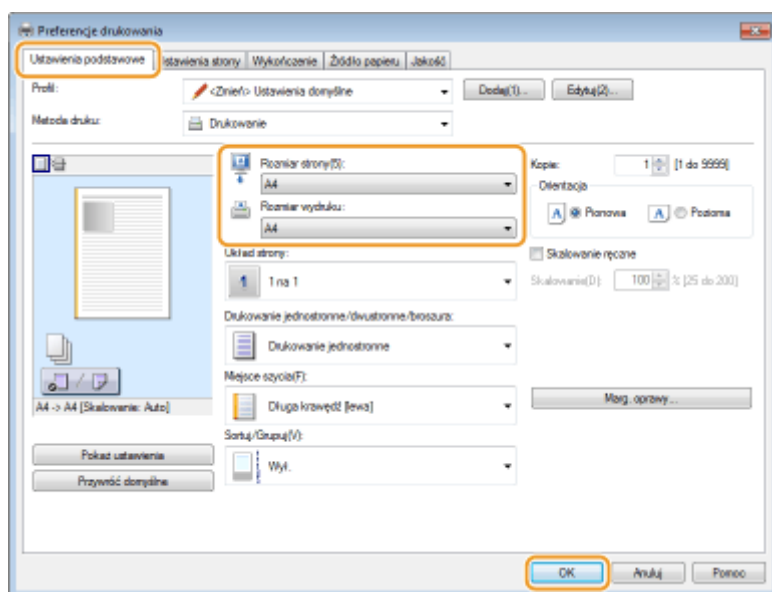 Preferencje drukowania
Ustawienia podstawowe Ustawienia strony Wykończenie Źródło papieru Jakość
Profil: <Zmień> Ustawienia domyślne Dodaj(1)... Edytuj(2)...
Metoda druku: Drukowanie
Rozmiar strony(5):
A4
Rozmiar wydruku:
A4
Kopie: 1 [1 do 9999]
Orientacja
A Pionowa A Pozioma
Układ strony:
1 1 na 1
Skalowanie ręczne
Skalowanie(D): 100 % [25 do 200]
Drukowanie jednostronne/dwustronne/broszura:
Drukowanie jednostronne
Miejsce szycia(F):
Długa krawędź [lewa]
Marg. oprawy...
A4 -> A4 [Skalowanie: Auto]
Sortuj/Grupuj(V):
Wył.
Pokaż ustawienia
Przywróć domyślne
OK Anuluj Pomoc